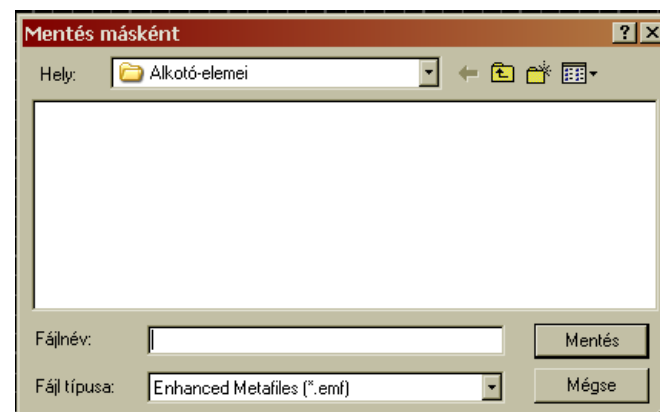 Mentés másként
Hely: Alkotó-elemei
Fájlnév: Mentés
Fájl típusa: Enhanced Metafiles (*.emf) Mégse